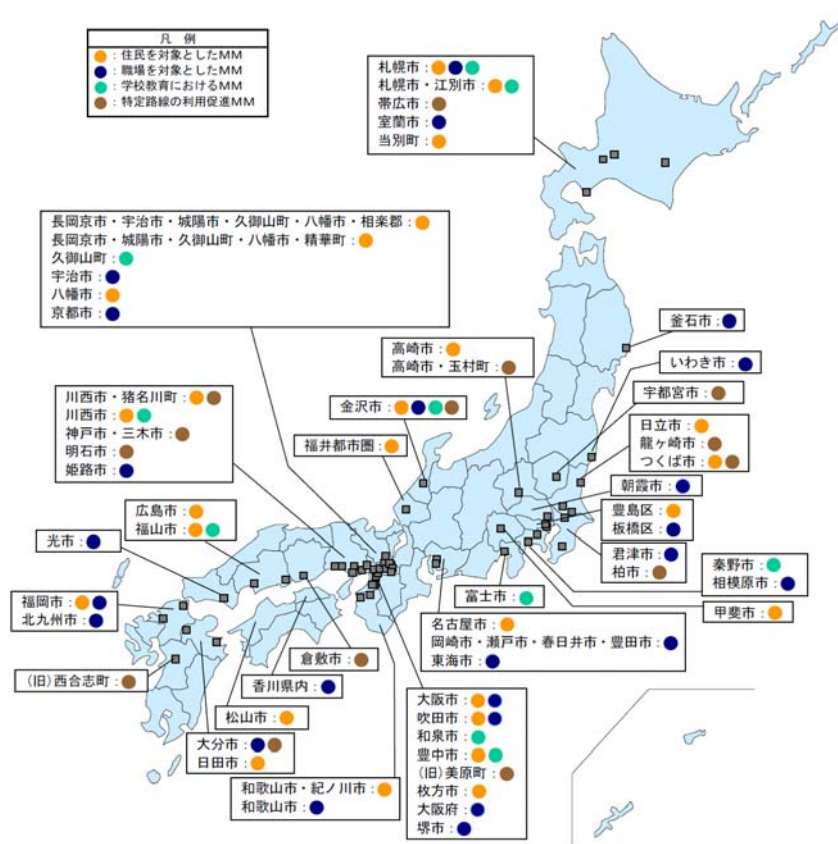 凡 例
：住民を対象としたＭＭ
：職場を対象としたＭＭ
：学校教育におけるＭＭ
：特定路線の利用促進ＭＭ
札幌市：
札幌市・江別市：
帯広市：
室蘭市：
当別町：
長岡京市・宇治市・城陽市・久御山町・八幡市・相楽郡：
長岡京市・城陽市・久御山町・八幡市・精華町：
久御山町：
宇治市：
八幡市：
京都市：
釜石市：
高崎市：
高崎市・玉村町：
いわき市：
宇都宮市：
川西市・猪名川町：
川西市：
神戸市・三木市：
明石市：
姫路市：
金沢市：
福井都市圏：
日立市：
龍ヶ崎市：
つくば市：
朝霞市：
広島市：
福山市：
豊島区：
板橋区：
光市：
君津市：
柏市：
秦野市：
相模原市：
福岡市：
北九州市：
富士市：
甲斐市：
名古屋市：
岡崎市・瀬戸市・春日井市・豊田市：
東海市：
倉敷市：
(旧)西合志町：
香川県内：
松山市：
大阪市：
吹田市：
和泉市：
豊中市：
(旧)美原町：
枚方市：
大阪府：
堺市：
大分市：
日田市：
和歌山市・紀ノ川市：
和歌山市：